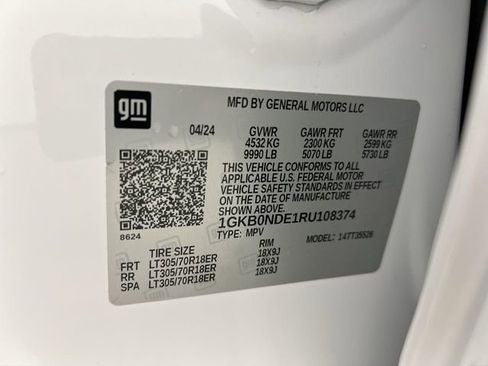 gm
MFD BY GENERAL MOTORS LLC
04/24 GVWR GAWR FRT GAWR RR
4532 KG 2300 KG 2599 KG
9990 LB 5070 LB 5730 LB
THIS VEHICLE CONFORMS TO ALL
APPLICABLE U.S. FEDERAL MOTOR
VEHICLE SAFETY STANDARDS IN EFFECT
ON THE DATE OF MANUFACTURE SHOWN ABOVE.
1GKB0NDE1RU108374
8624 TYPE: MPV MODEL: 14TT35526
TIRE SIZE RIM
FRT LT305/70R18ER 18X9J
RR LT305/70R18ER 18X9J
SPA LT305/70R18ER 18X9J